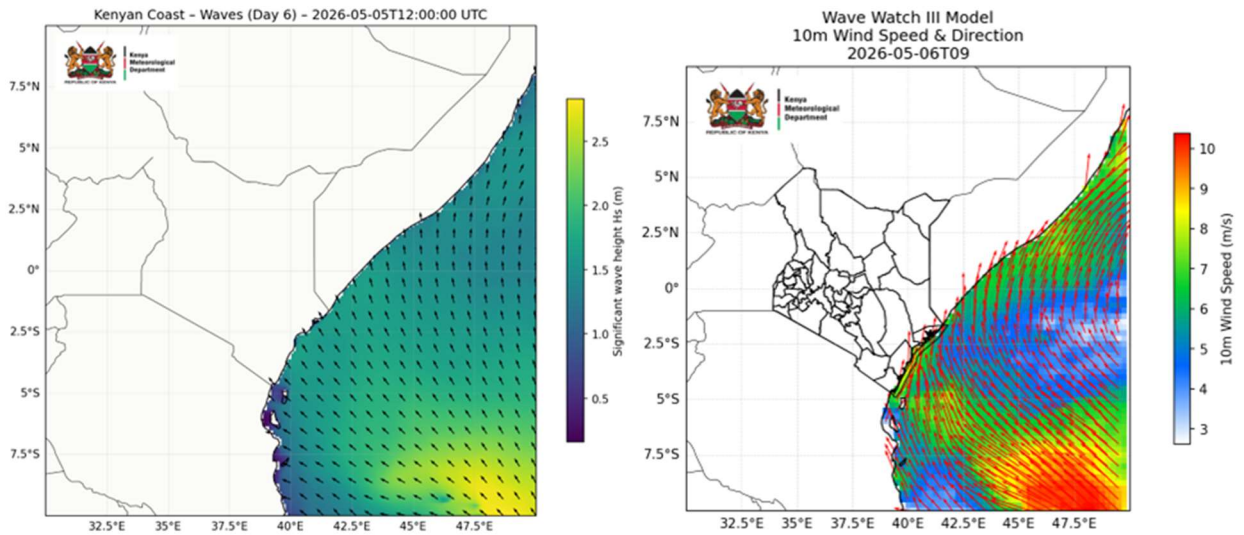 Kenyan Coast – Waves (Day 6) – 2026-05-05T12:00:00 UTC
Kenya
Meteorological
Department
REPUBLIC OF KENYA
7.5°N
5°N
2.5°N
0°
2.5°S
5°S
7.5°S
32.5°E 35°E 37.5°E 40°E 42.5°E 45°E 47.5°E
2.5
2.0
1.5
1.0
0.5
Significant wave height Hs (m)
Wave Watch III Model
10m Wind Speed & Direction
2026-05-06T09
Kenya
Meteorological
Department
REPUBLIC OF KENYA
7.5°N
5°N
2.5°N
0°
2.5°S
5°S
7.5°S
32.5°E 35°E 37.5°E 40°E 42.5°E 45°E 47.5°E
10
9
8
7
6
5
4
3
10m Wind Speed (m/s)